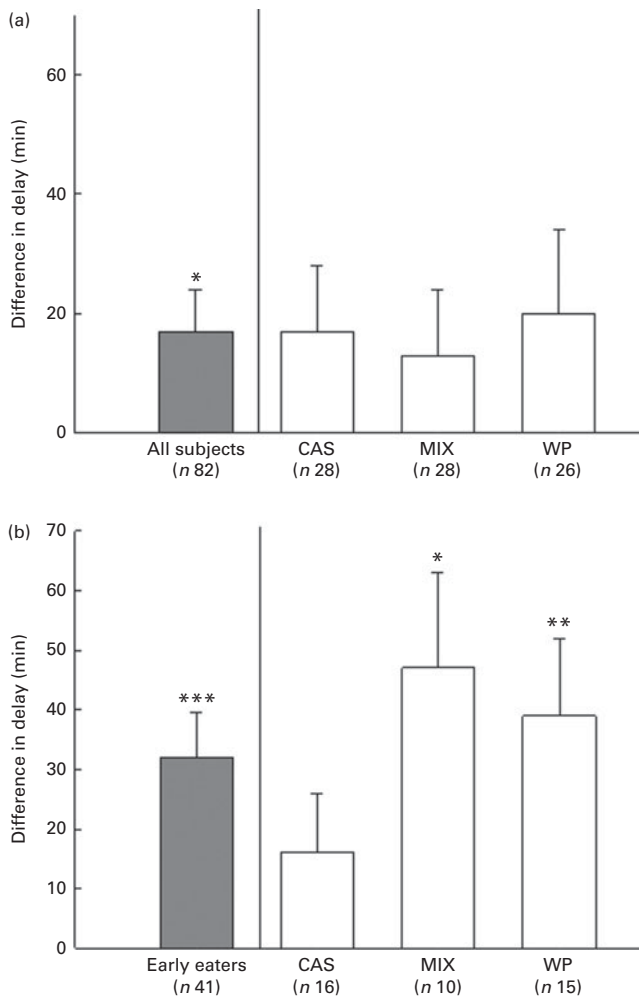 (a)
60
40
20
0
Difference in delay (min)
*
All subjects
(n 82)
CAS
(n 28)
MIX
(n 28)
WP
(n 26)
(b)
70
60
50
40
30
20
10
0
Difference in delay (min)
***
*
**
Early eaters
(n 41)
CAS
(n 16)
MIX
(n 10)
WP
(n 15)